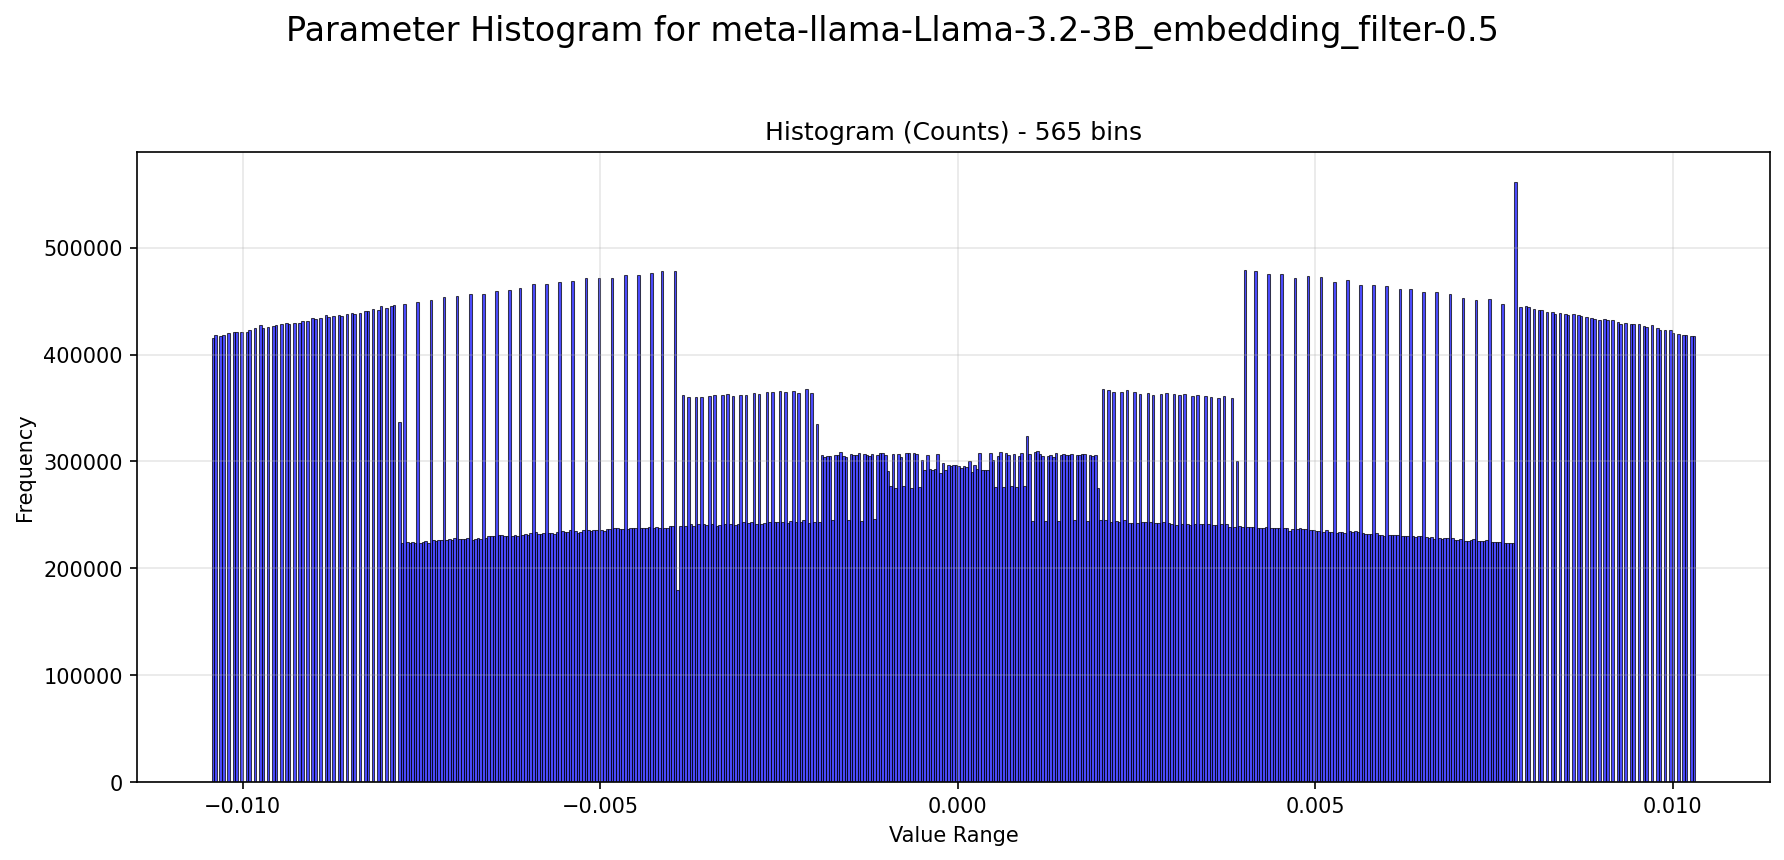 Parameter Histogram for meta-llama-Llama-3.2-3B_embedding_filter-0.5
Histogram (Counts) - 565 bins
500000
400000
300000
200000
100000
0
Frequency
−0.010
−0.005
0.000
0.005
0.010
Value Range